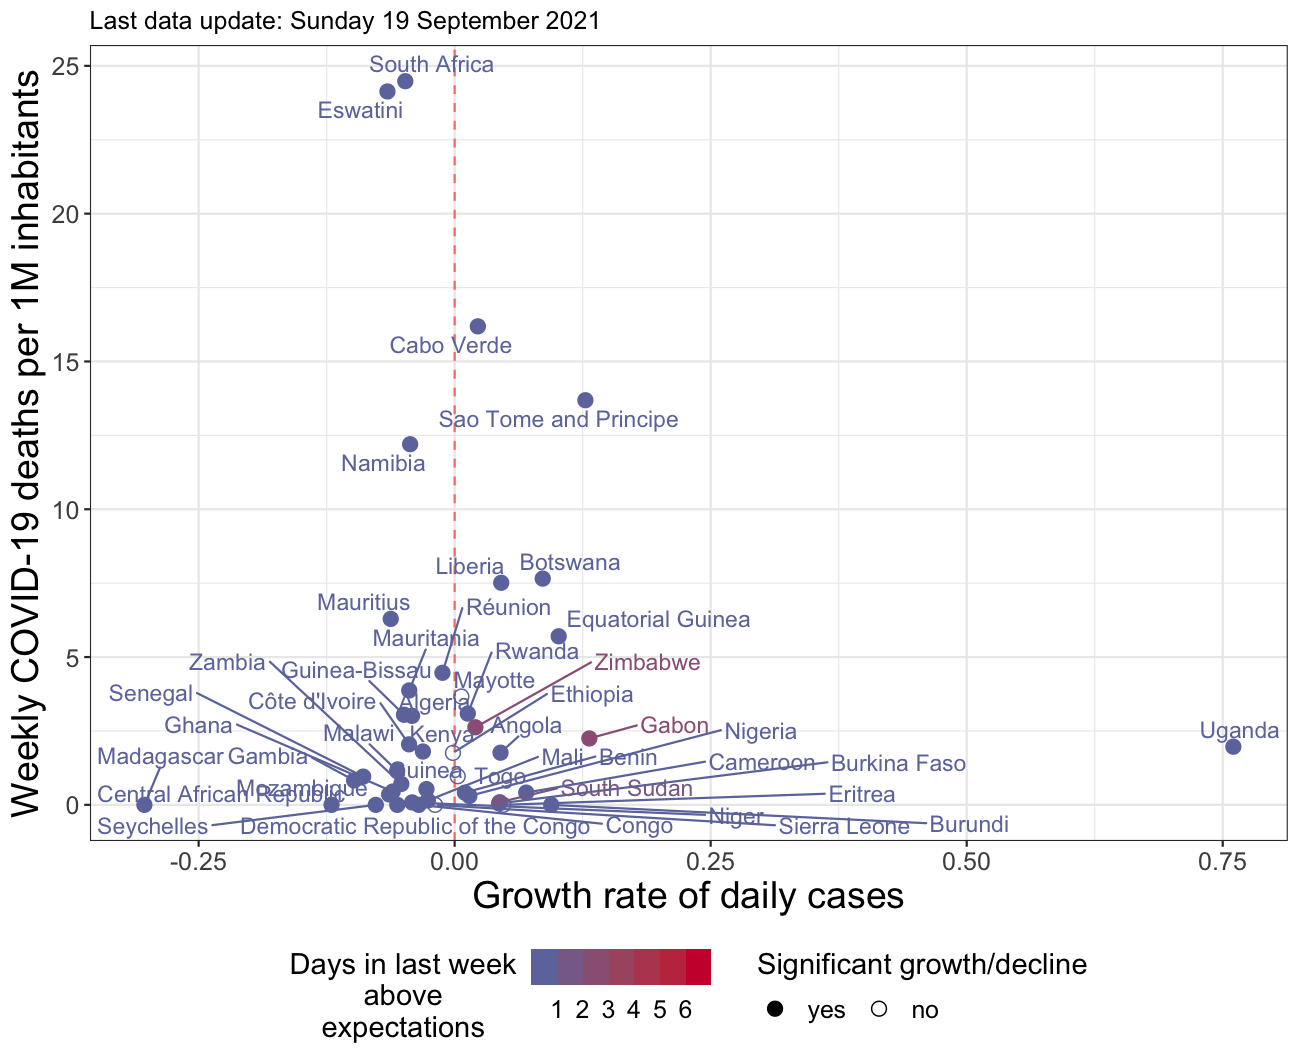 Last data update: Sunday 19 September 2021
Weekly COVID-19 deaths per 1M inhabitants
25
20
15
10
5
0
South Africa
Eswatini
Cabo Verde
Sao Tome and Principe
Namibia
Liberia
Botswana
Mauritius
Réunion
Equatorial Guinea
Mauritania
Rwanda
Zambia
Guinea-Bissau
Zimbabwe
Mayotte
Senegal
Côte d'Ivoire
Algeria
Ethiopia
Ghana
Malawi
Kenya
Angola
Gabon
Nigeria
Uganda
Madagascar
Gambia
Mali
Benin
Cameroon
Burkina Faso
Guinea
Togo
Mozambique
Central African Republic
South Sudan
Eritrea
Niger
Seychelles
Democratic Republic of the Congo
Congo
Sierra Leone
Burundi
-0.25
0.00
0.25
0.50
0.75
Growth rate of daily cases
Days in last week
above
expectations
1 2 3 4 5 6
Significant growth/decline
yes
no